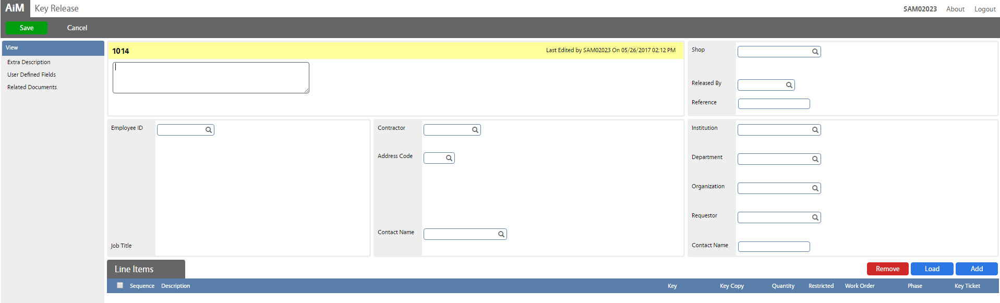 AiM Key Release SAM02023 About Logout
Save Cancel
View
Extra Description
User Defined Fields
Related Documents
1014 Last Edited by SAM02023 On 05/26/2017 02:12 PM
Shop
Released By
Reference
Employee ID
Job Title
Contractor
Address Code
Contact Name
Institution
Department
Organization
Requestor
Contact Name
Line Items Remove Load Add
Sequence Description Key Key Copy Quantity Restricted Work Order Phase Key Ticket